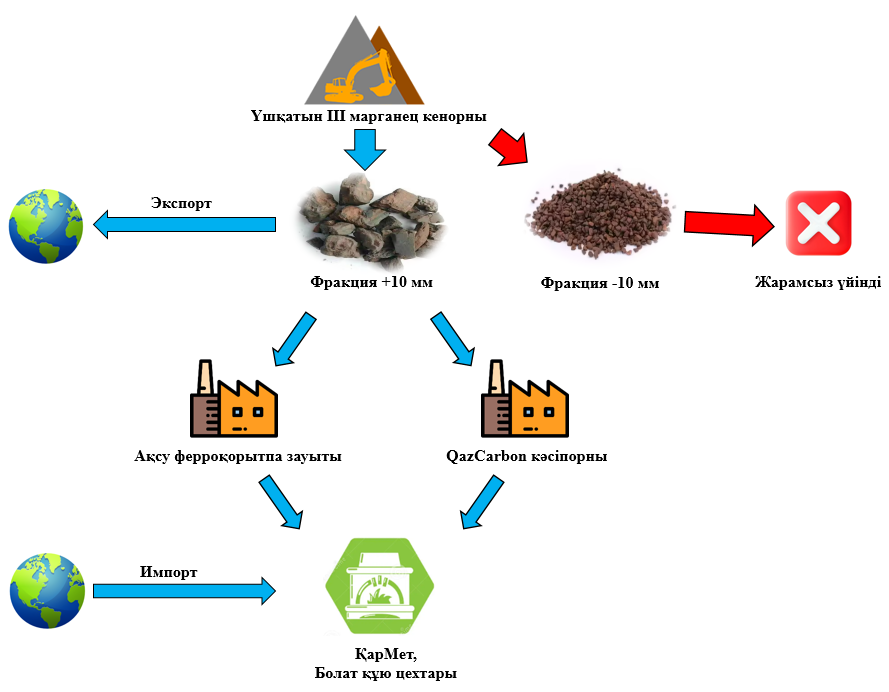 Үшқатын III марганец кенорны
Экспорт
Фракция +10 мм
Фракция -10 мм
Жарамсыз үйінді
Ақсу ферроқорытпа зауыты
QazCarbon кәсіпорны
Импорт
ҚарМет,
Болат құю цехтары